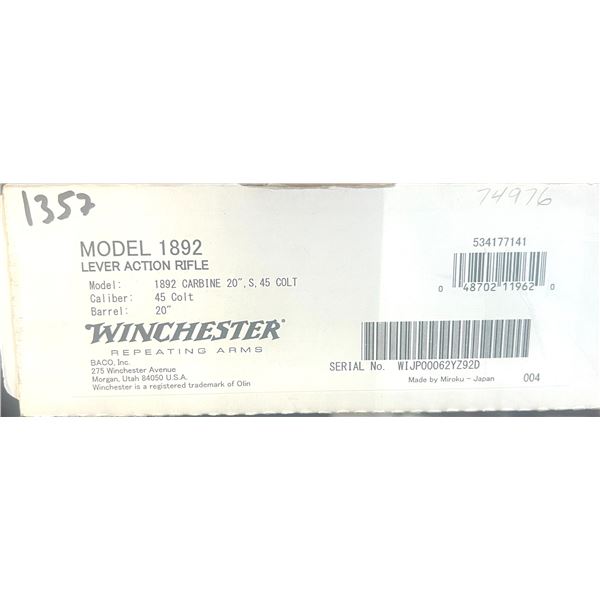 1357
74976
MODEL 1892
LEVER ACTION RIFLE
Model: 1892 CARBINE 20",S,45 COLT
Caliber: 45 Colt
Barrel: 20"
WINCHESTER®
REPEATING ARMS
BACO, Inc.
275 Winchester Avenue
Morgan, Utah 84050 U.S.A.
Winchester is a registered trademark of Olin
534177141
0 48702 11962 0
SERIAL No. WIJP00062YZ92D
Made by Miroku - Japan
004